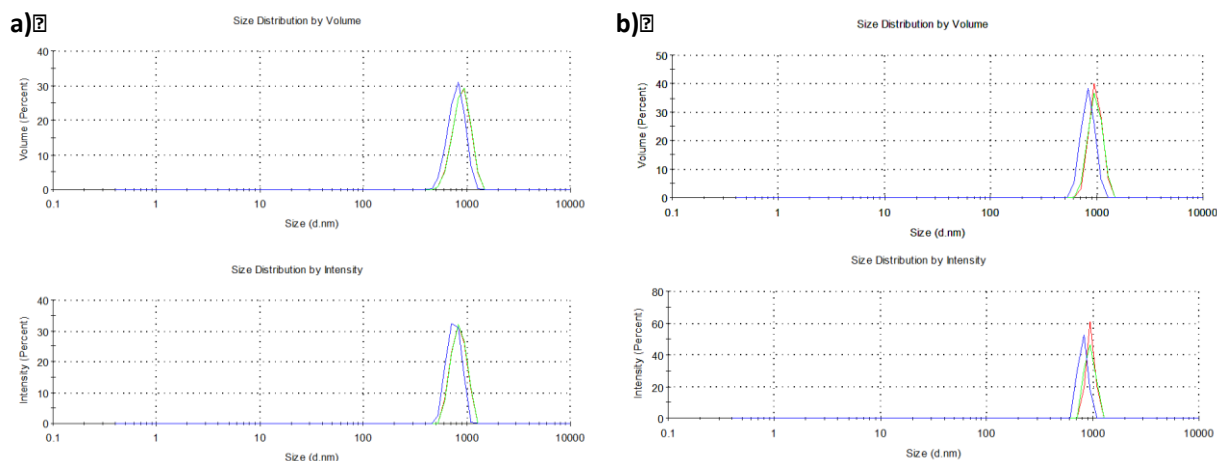 a)⍰
Size Distribution by Volume
Volume (Percent)
40
30
20
10
0
0.1 1 10 100 1000 10000
Size (d.nm)
Size Distribution by Intensity
Intensity (Percent)
40
30
20
10
0
0.1 1 10 100 1000 10000
Size (d.nm)
b)⍰
Size Distribution by Volume
Volume (Percent)
50
40
30
20
10
0
0.1 1 10 100 1000 10000
Size (d.nm)
Size Distribution by Intensity
Intensity (Percent)
80
60
40
20
0
0.1 1 10 100 1000 10000
Size (d.nm)